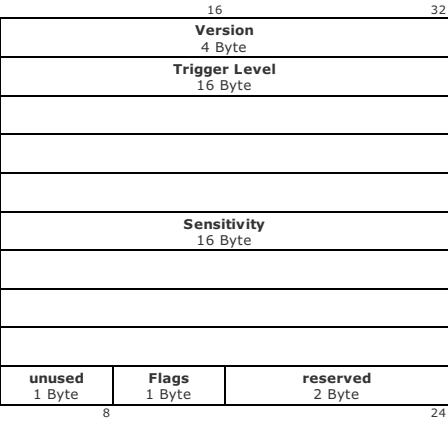 16 32
Version
4 Byte
Trigger Level
16 Byte
Sensitivity
16 Byte
unused Flags reserved
1 Byte 1 Byte 2 Byte
8 24